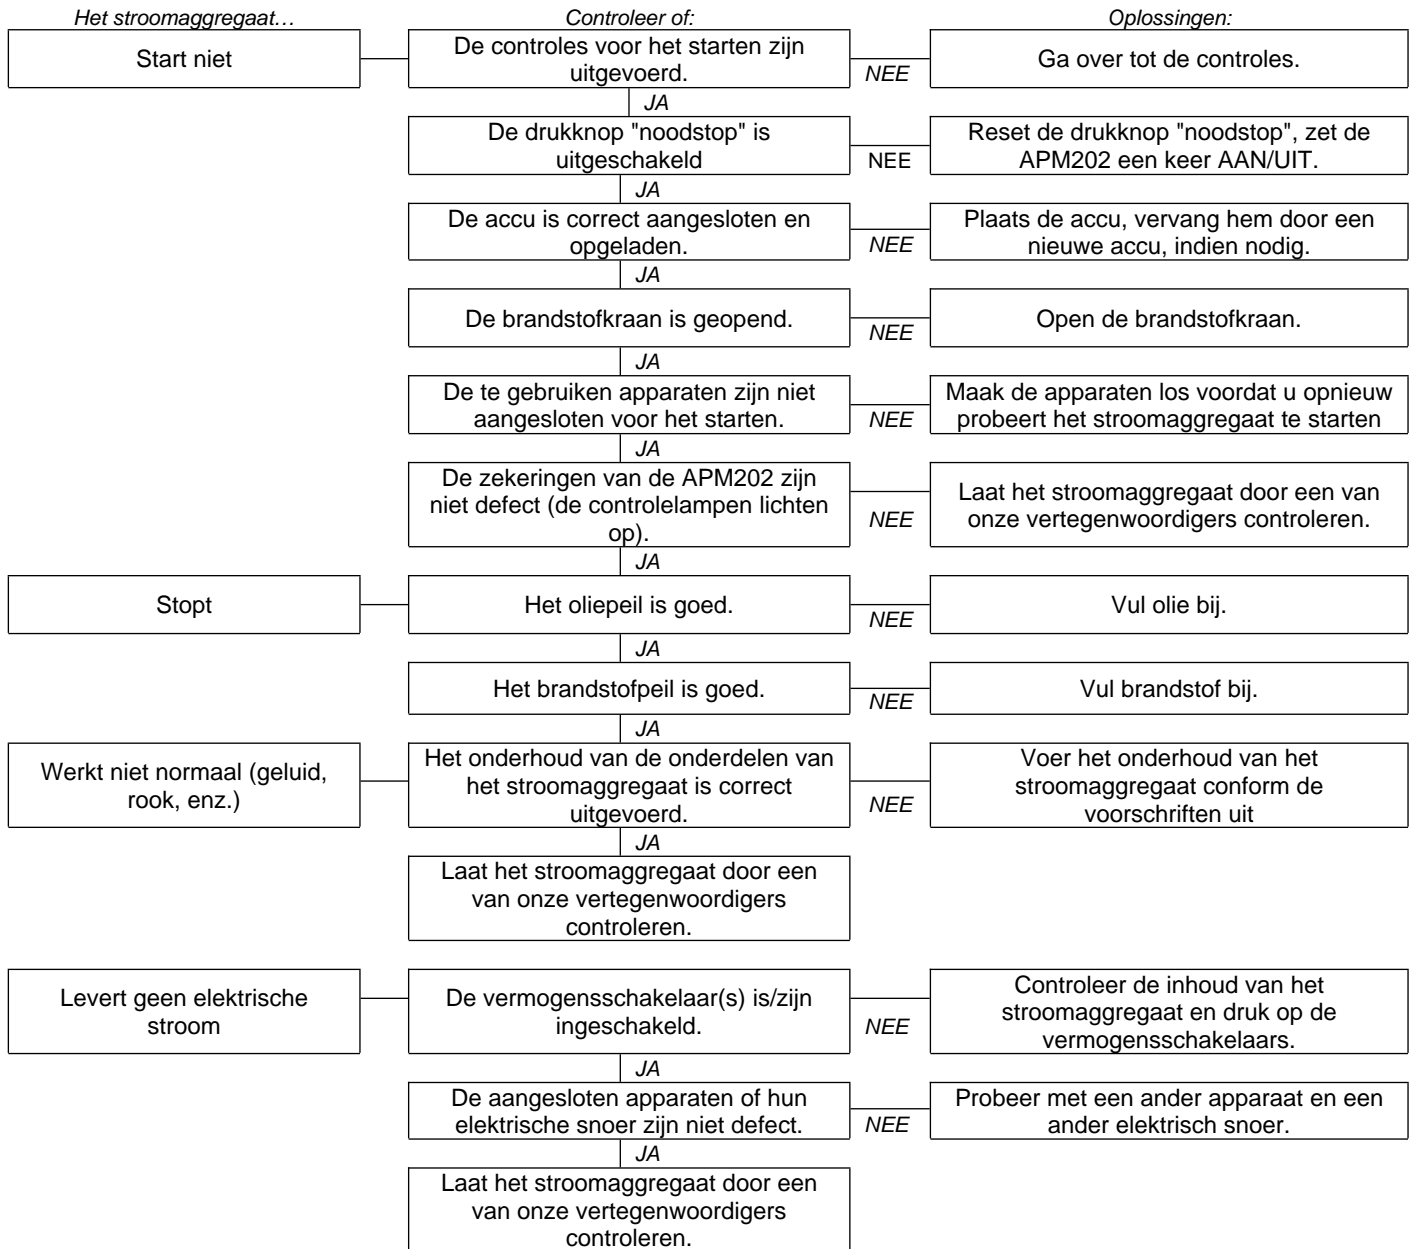 Het stroomaggregaat…
Controleer of:
Oplossingen:
Start niet
De controles voor het starten zijn
uitgevoerd.
NEE
Ga over tot de controles.
JA
De drukknop "noodstop" is
uitgeschakeld
NEE
Reset de drukknop "noodstop", zet de
APM202 een keer AAN/UIT.
JA
De accu is correct aangesloten en
opgeladen.
NEE
Plaats de accu, vervang hem door een
nieuwe accu, indien nodig.
JA
De brandstofkraan is geopend.
NEE
Open de brandstofkraan.
JA
De te gebruiken apparaten zijn niet
aangesloten voor het starten.
NEE
Maak de apparaten los voordat u opnieuw
probeert het stroomaggregaat te starten
JA
De zekeringen van de APM202 zijn
niet defect (de controlelampen lichten
op).
NEE
Laat het stroomaggregaat door een van
onze vertegenwoordigers controleren.
JA
Stopt
Het oliepeil is goed.
NEE
Vul olie bij.
JA
Het brandstofpeil is goed.
NEE
Vul brandstof bij.
JA
Werkt niet normaal (geluid,
rook, enz.)
Het onderhoud van de onderdelen van
het stroomaggregaat is correct
uitgevoerd.
NEE
Voer het onderhoud van het
stroomaggregaat conform de
voorschriften uit
JA
Laat het stroomaggregaat door een
van onze vertegenwoordigers
controleren.
Levert geen elektrische
stroom
De vermogensschakelaar(s) is/zijn
ingeschakeld.
NEE
Controleer de inhoud van het
stroomaggregaat en druk op de
vermogensschakelaars.
JA
De aangesloten apparaten of hun
elektrische snoer zijn niet defect.
NEE
Probeer met een ander apparaat en een
ander elektrisch snoer.
JA
Laat het stroomaggregaat door een
van onze vertegenwoordigers
controleren.